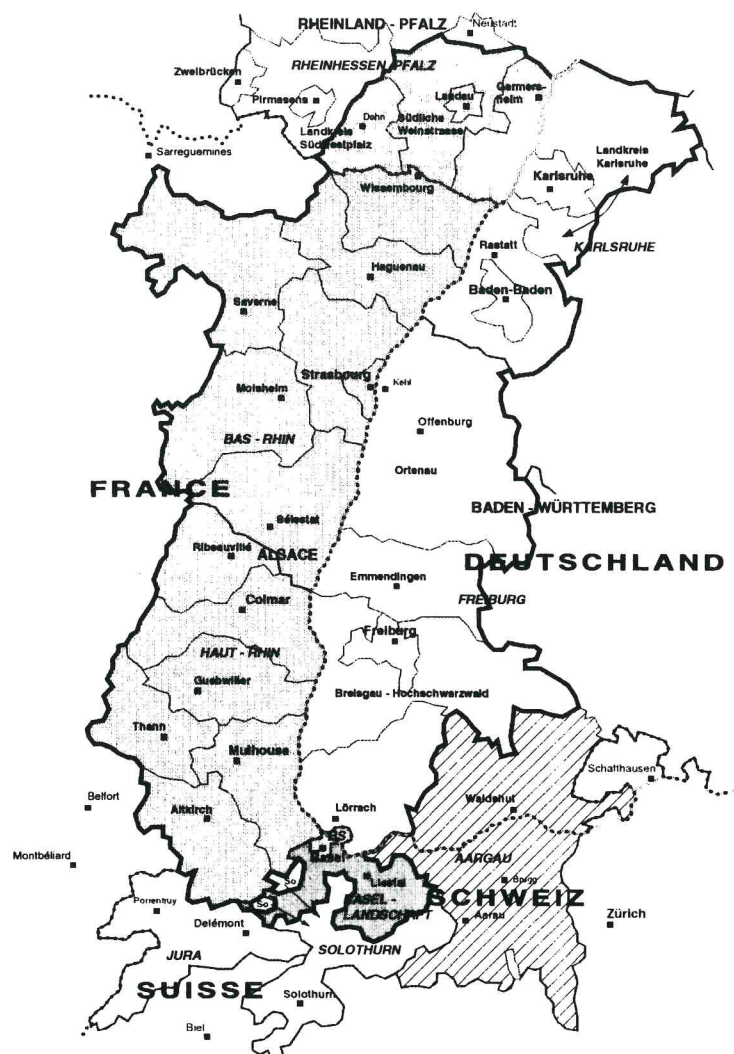 RHEINLAND - PFALZ
Neustadt
RHEINHESSEN PFALZ
Zweibrücken
Pirmasens
Landau
Germers-
heim
Dahn
Südliche
Weinstrasse
Landkreis
Südwestpfalz
Landkreis
Karlsruhe
Sarreguemines
Karlsruhe
Wissembourg
KARLSRUHE
Rastatt
Haguenau
Baden-Baden
Saverne
Strasbourg
Kehl
Molsheim
Offenburg
BAS - RHIN
Ortenau
FRANCE
BADEN - WÜRTTEMBERG
Sélestat
Ribeauvillé
ALSACE
DEUTSCHLAND
Emmendingen
Colmar
FREIBURG
Freiburg
HAUT - RHIN
Guebwiller
Breisgau - Hochschwarzwald
Thann
Mulhouse
Schaffhausen
Belfort
Altkirch
Lörrach
Waldshut
BS
Basel
Montbéliard
AARGAU
So
Liestal
Brugg
BASEL -
LANDSCHAFT
SCHWEIZ
So
Porrentruy
Delémont
Aarau
Zürich
JURA
SOLOTHURN
SUISSE
Solothurn
Biel